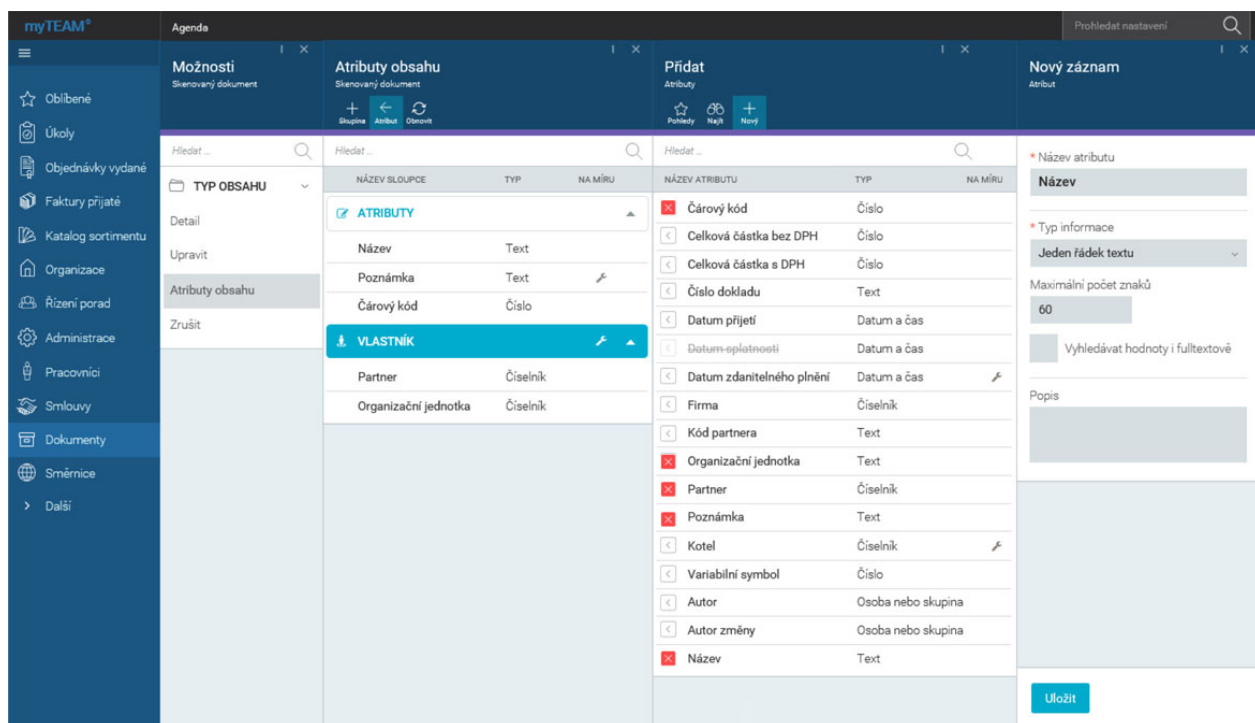 myTEAM®
Agenda
Prohledat nastavení
Oblíbené
Úkoly
Objednávky vydané
Faktury přijaté
Katalog sortimentu
Organizace
Řízení porad
Administrace
Pracovníci
Smlouvy
Dokumenty
Směrnice
Další
Možnosti
Skenovaný dokument
Hledat ...
TYP OBSAHU
Detail
Upravit
Atributy obsahu
Zrušit
Atributy obsahu
Skenovaný dokument
Skupina Atribut Obnovit
Hledat ...
NÁZEV SLOUPCE TYP NA MÍRU
ATRIBUTY
Název Text
Poznámka Text
Čárový kód Číslo
VLASTNÍK
Partner Číselník
Organizační jednotka Číselník
Přidat
Atributy
Pohledy Najít Nový
Hledat ...
NÁZEV ATRIBUTU TYP NA MÍRU
Čárový kód Číslo
Celková částka bez DPH Číslo
Celková částka s DPH Číslo
Číslo dokladu Text
Datum přijetí Datum a čas
Datum splatnosti Datum a čas
Datum zdanitelného plnění Datum a čas
Firma Číselník
Kód partnera Text
Organizační jednotka Text
Partner Číselník
Poznámka Text
Kotel Číselník
Variabilní symbol Číslo
Autor Osoba nebo skupina
Autor změny Osoba nebo skupina
Název Text
Nový záznam
Atribut
* Název atributu
Název
* Typ informace
Jeden řádek textu
Maximální počet znaků
60
Vyhledávat hodnoty i fulltextově
Popis
Uložit